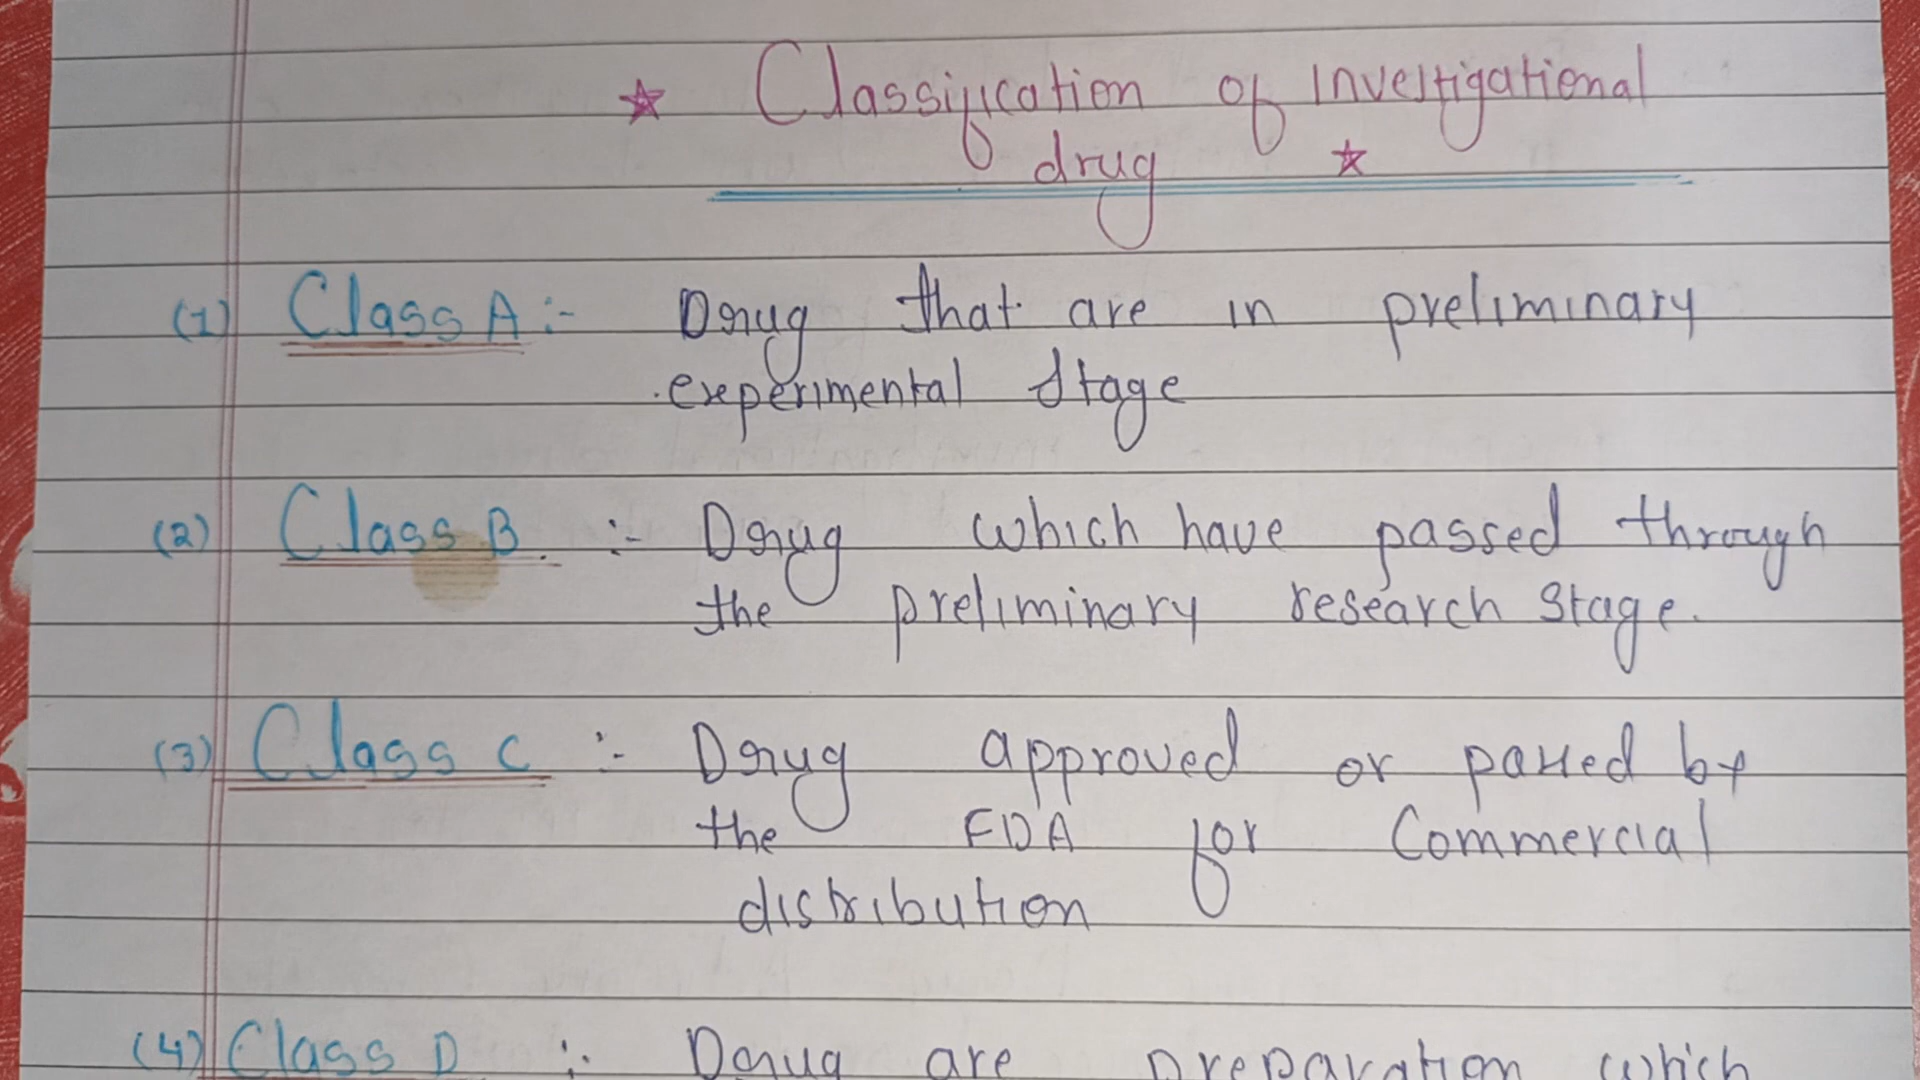 ☆ Classification of Investigational
drug ☆
(1) Class A :- Drug that are in preliminary
experimental Stage
(2) Class B. :- Drug which have passed through
the preliminary research Stage.
(3) Class C :- Drug approved or passed by
the FDA for Commercial
distribution
(4) Class D :- Drug are preparation which